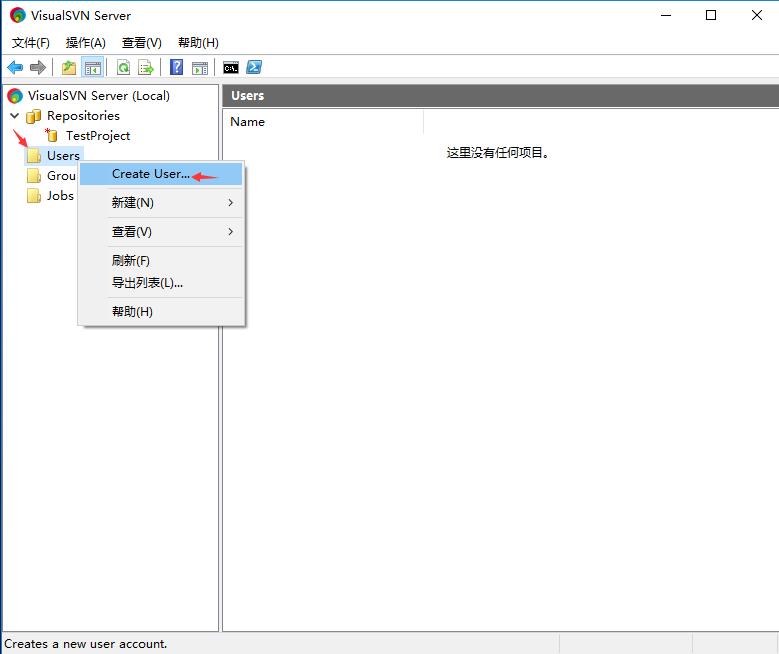 VisualSVN Server
文件(F) 操作(A) 查看(V) 帮助(H)
C:\.
VisualSVN Server (Local)
Repositories
TestProject
Users
Grou
Jobs
Create User...
新建(N)
查看(V)
刷新(F)
导出列表(L)...
帮助(H)
Users
Name
这里没有任何项目。
Creates a new user account.